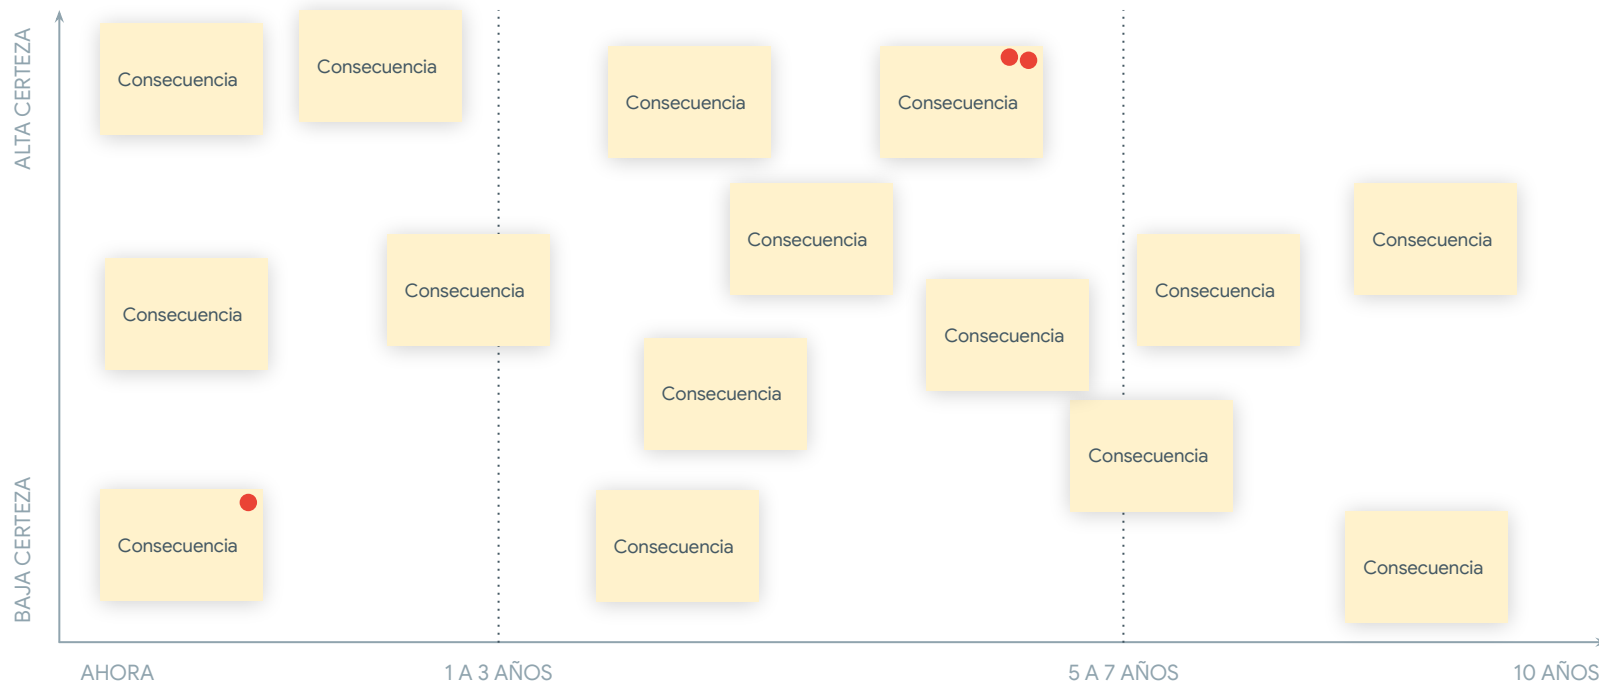 ALTA CERTEZA
Consecuencia
Consecuencia
Consecuencia
Consecuencia
Consecuencia
Consecuencia
Consecuencia
Consecuencia
Consecuencia
Consecuencia
Consecuencia
Consecuencia
BAJA CERTEZA
Consecuencia
Consecuencia
Consecuencia
AHORA
1 A 3 AÑOS
5 A 7 AÑOS
10 AÑOS